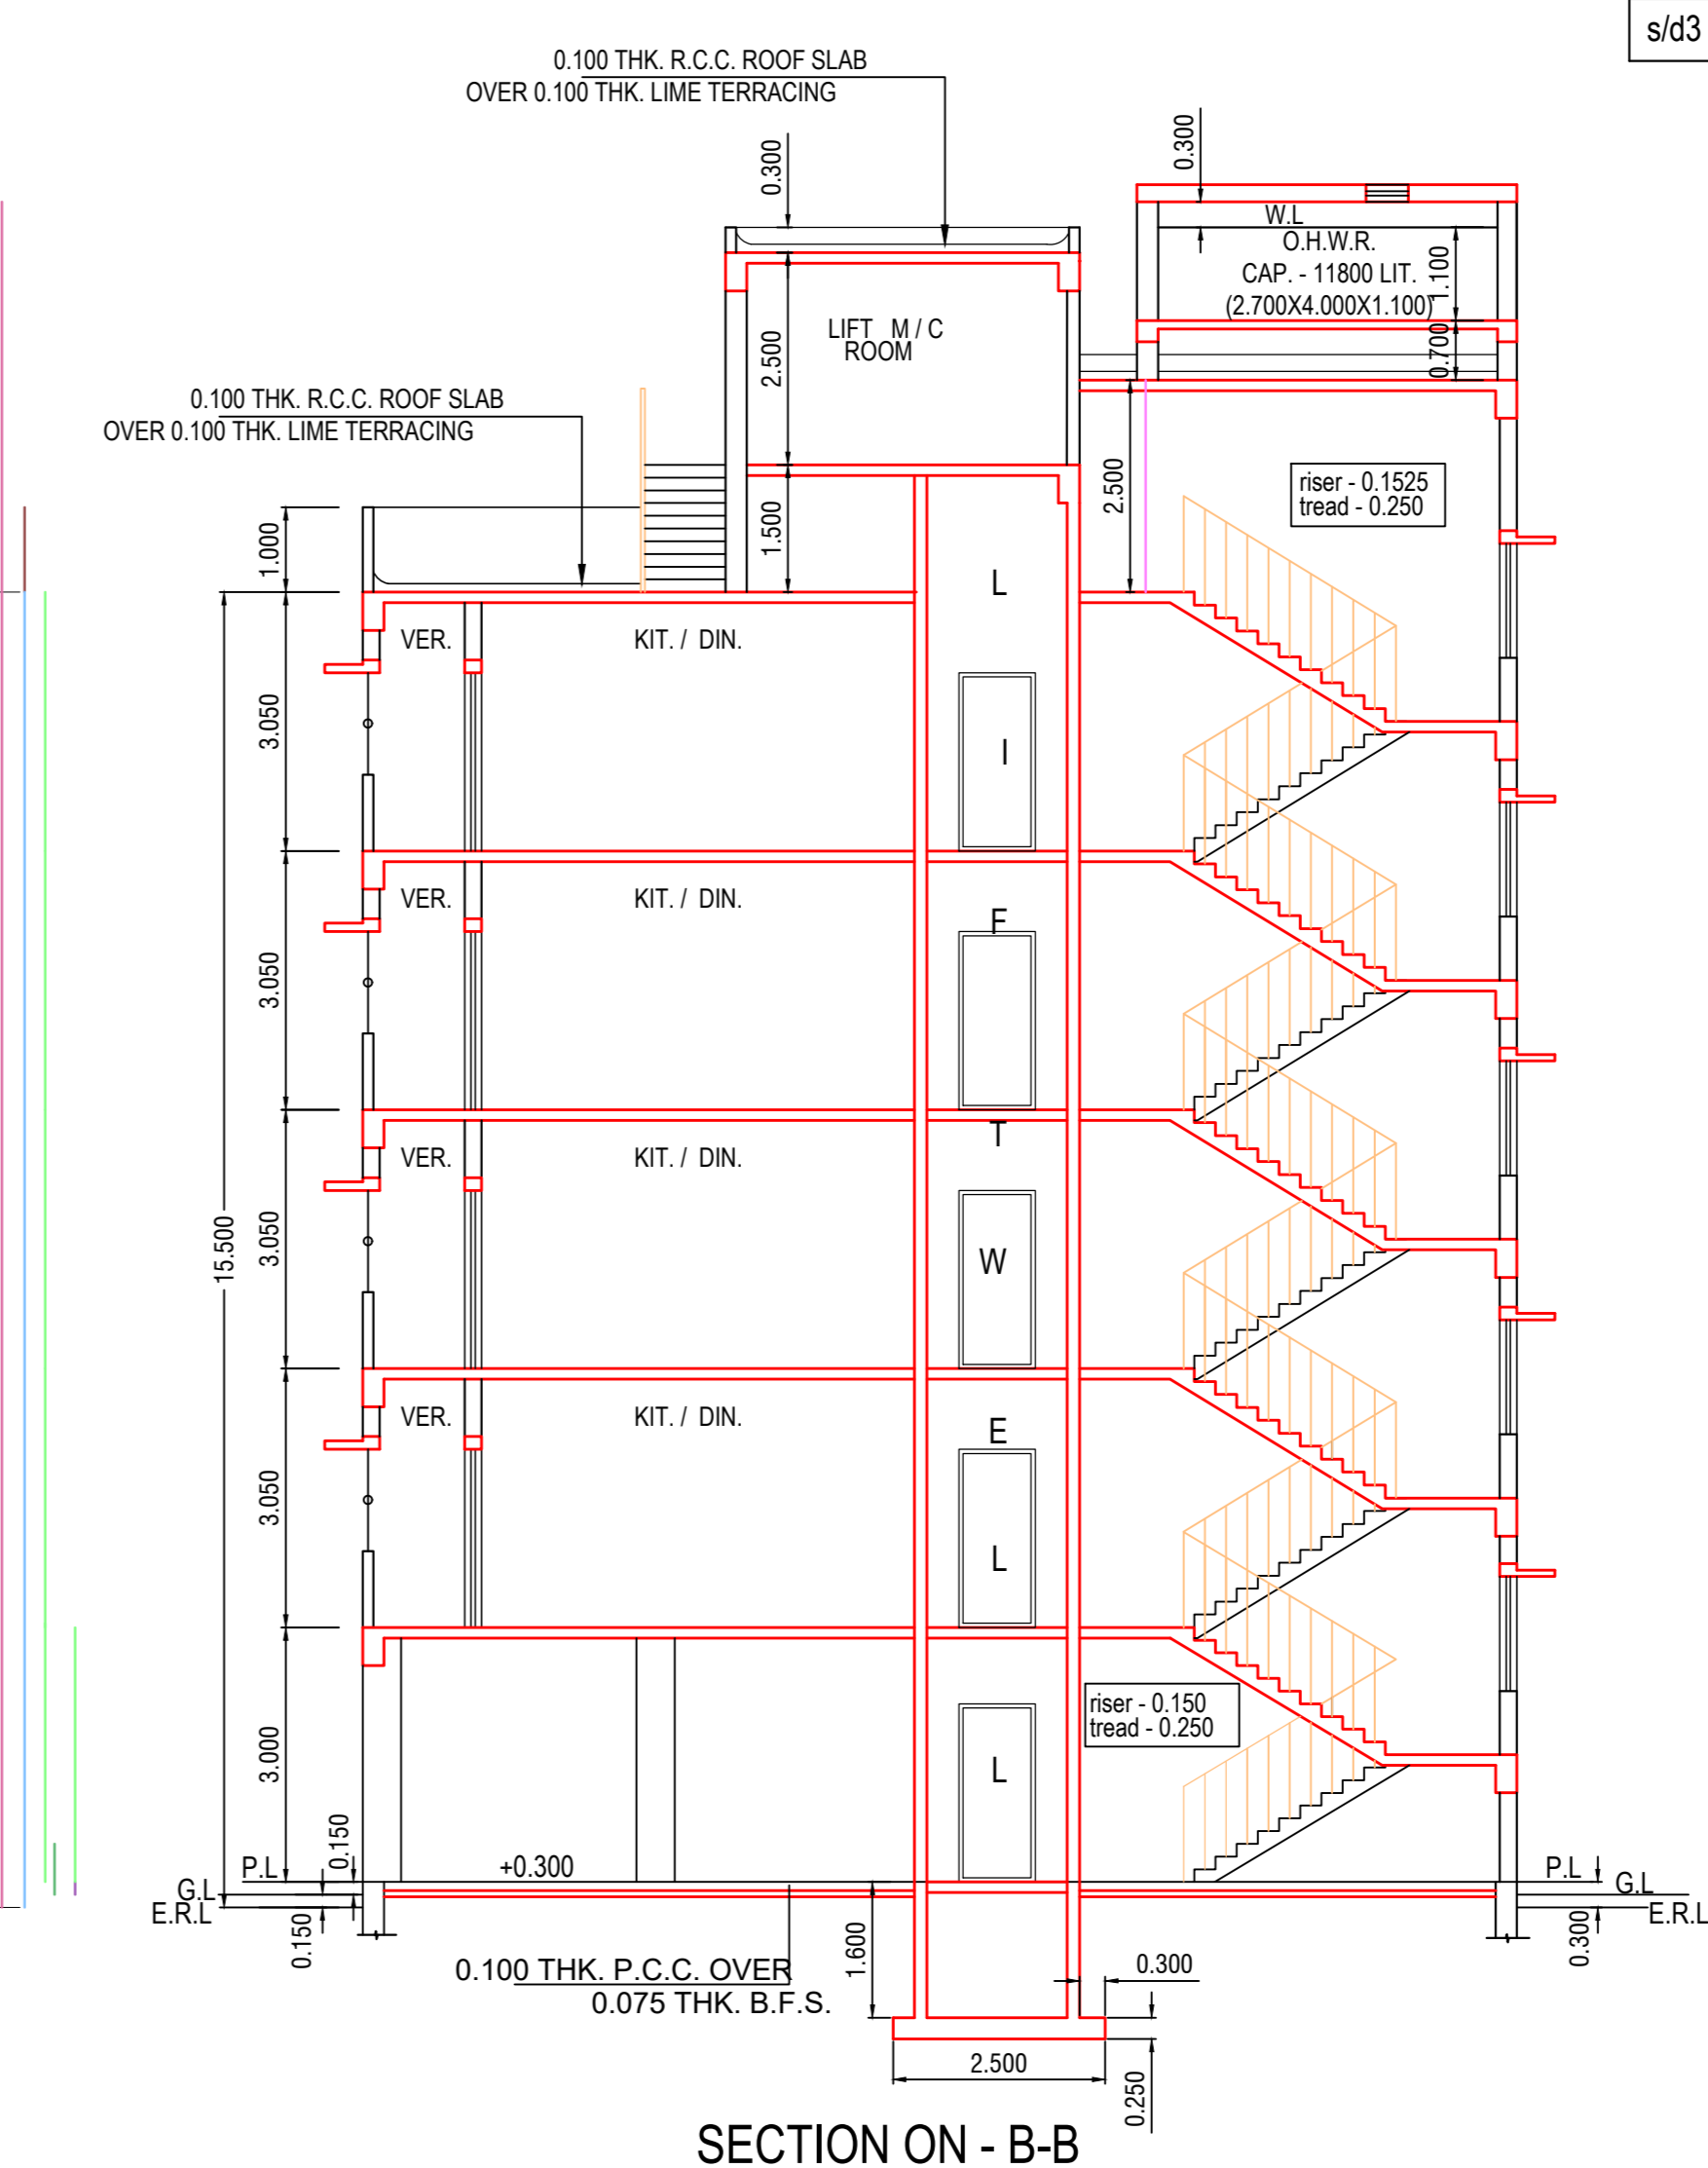 s/d3
0.100 THK. R.C.C. ROOF SLAB
OVER 0.100 THK. LIME TERRACING
0.300
0.300
W.L
O.H.W.R.
CAP. - 11800 LIT.
(2.700X4.000X1.100)
1.100
0.700
LIFT M / C
ROOM
2.500
0.100 THK. R.C.C. ROOF SLAB
OVER 0.100 THK. LIME TERRACING
2.500
riser - 0.1525
tread - 0.250
1.000
1.500
L
VER.
KIT. / DIN.
3.050
I
VER.
KIT. / DIN.
F
3.050
T
VER.
KIT. / DIN.
15.500
3.050
W
VER.
KIT. / DIN.
E
3.050
L
riser - 0.150
tread - 0.250
3.000
L
0.150
P.L
+0.300
P.L
G.L
G.L
E.R.L
E.R.L
0.150
0.300
1.600
0.100 THK. P.C.C. OVER
0.075 THK. B.F.S.
0.300
2.500
0.250
SECTION ON - B-B